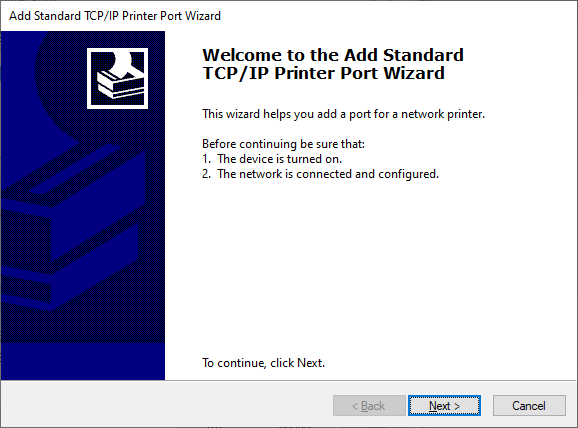 Add Standard TCP/IP Printer Port Wizard
Welcome to the Add Standard
TCP/IP Printer Port Wizard
This wizard helps you add a port for a network printer.
Before continuing be sure that:
1. The device is turned on.
2. The network is connected and configured.
To continue, click Next.
< Back Next > Cancel